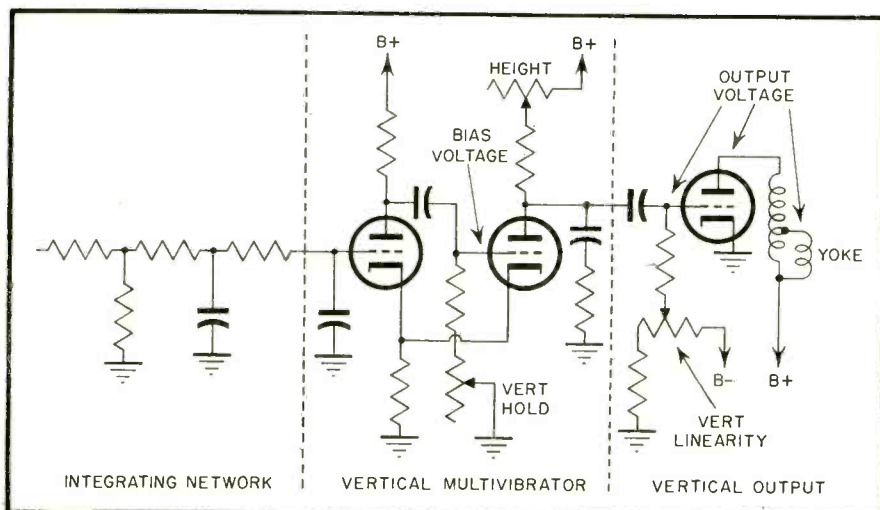 B+
HEIGHT
B+
BIAS
VOLTAGE
OUTPUT
VOLTAGE
YOKE
VERT
HOLD
B-
B+
VERT
LINEARITY
INTEGRATING NETWORK
VERTICAL MULTIVIBRATOR
VERTICAL OUTPUT